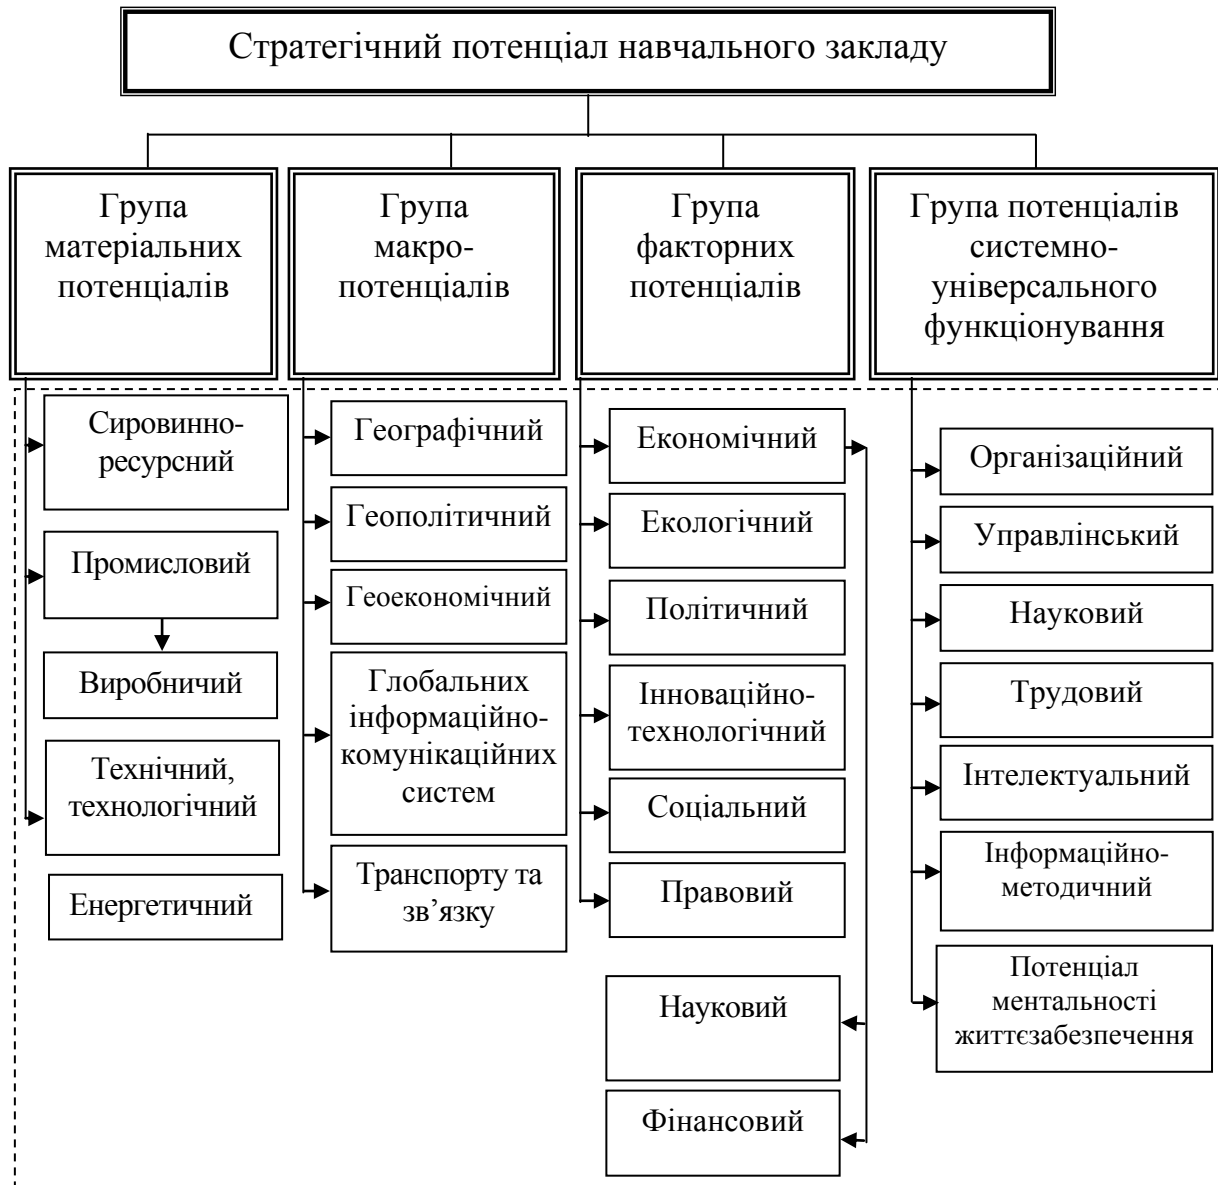 Стратегічний потенціал навчального закладу
Група
матеріальних
потенціалів
Група
макро-
потенціалів
Група
факторних
потенціалів
Група потенціалів
системно-
універсального
функціонування
Сировинно-
ресурсний
Промисловий
Виробничий
Технічний,
технологічний
Енергетичний
Географічний
Геополітичний
Геоекономічний
Глобальних
інформаційно-
комунікаційних
систем
Транспорту та
зв’язку
Економічний
Екологічний
Політичний
Інноваційно-
технологічний
Соціальний
Правовий
Науковий
Фінансовий
Організаційний
Управлінський
Науковий
Трудовий
Інтелектуальний
Інформаційно-
методичний
Потенціал
ментальності
життєзабезпечення